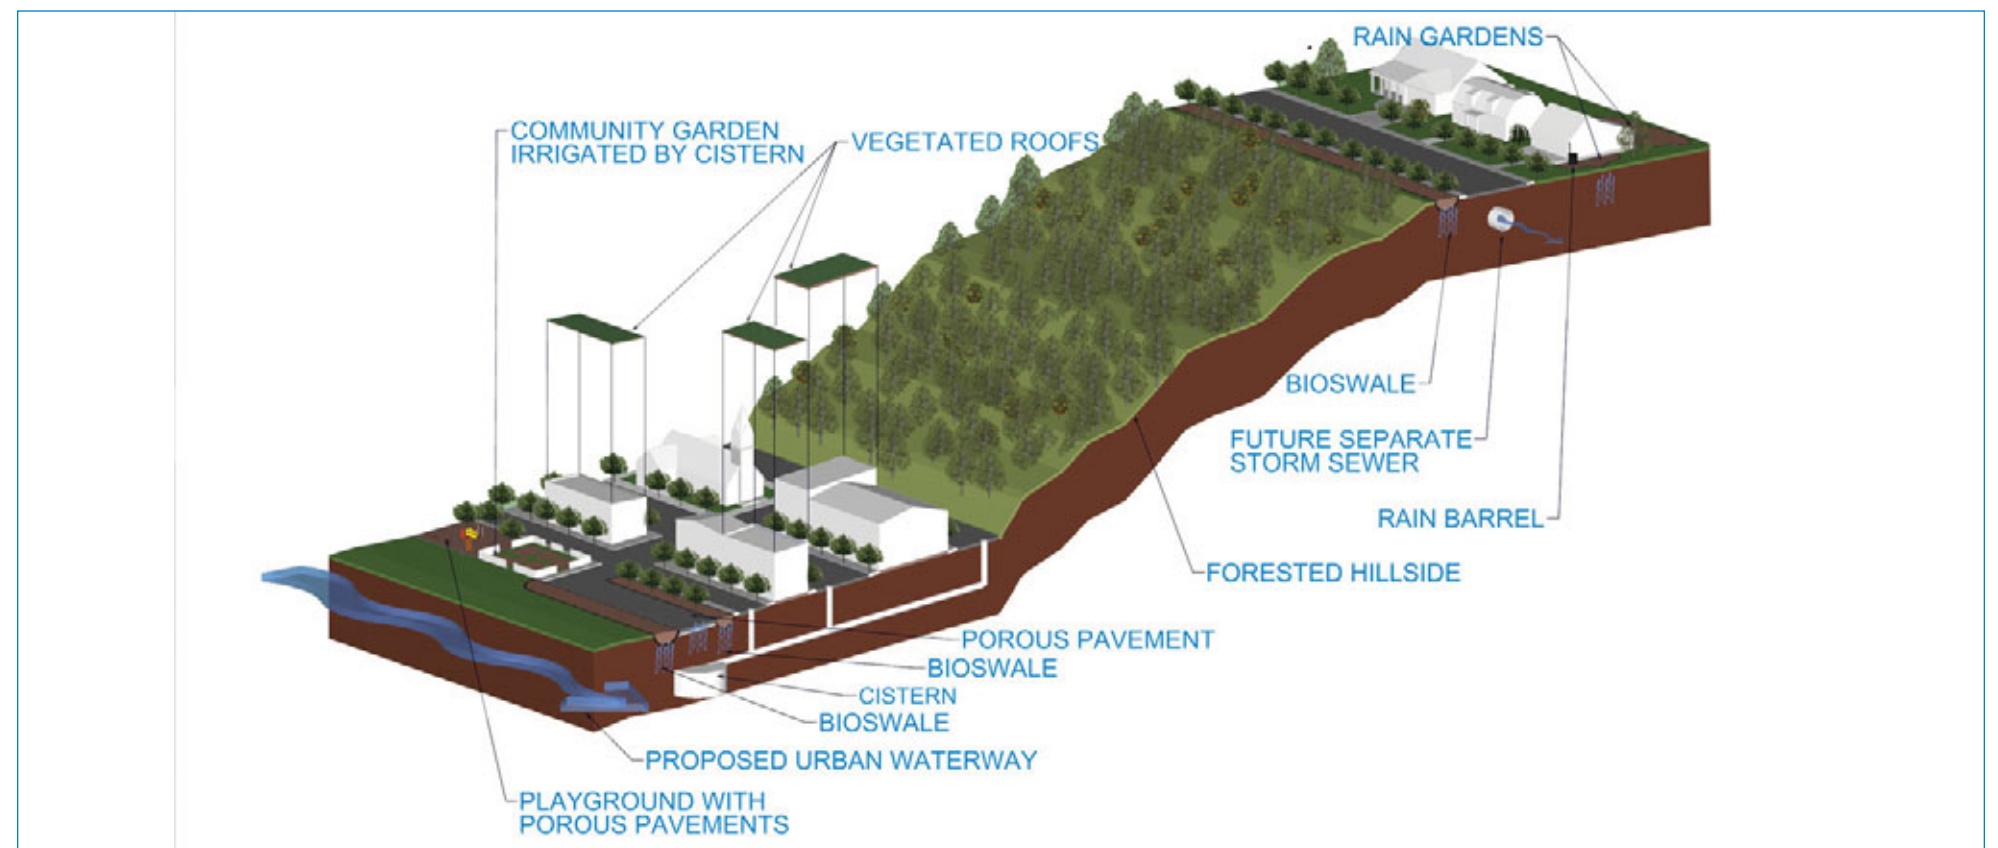 RAIN GARDENS
COMMUNITY GARDEN
IRRIGATED BY CISTERN
VEGETATED ROOFS
BIOSWALE
FUTURE SEPARATE
STORM SEWER
RAIN BARREL
FORESTED HILLSIDE
POROUS PAVEMENT
BIOSWALE
CISTERN
BIOSWALE
PROPOSED URBAN WATERWAY
PLAYGROUND WITH
POROUS PAVEMENTS